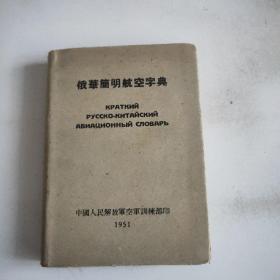 俄華簡明航空字典
КРАТКИЙ
РУССКО-КИТАЙСКИЙ
АВИАЦИОННЫЙ СЛОВАРЬ
中國人民解放軍空軍訓練部印
1951